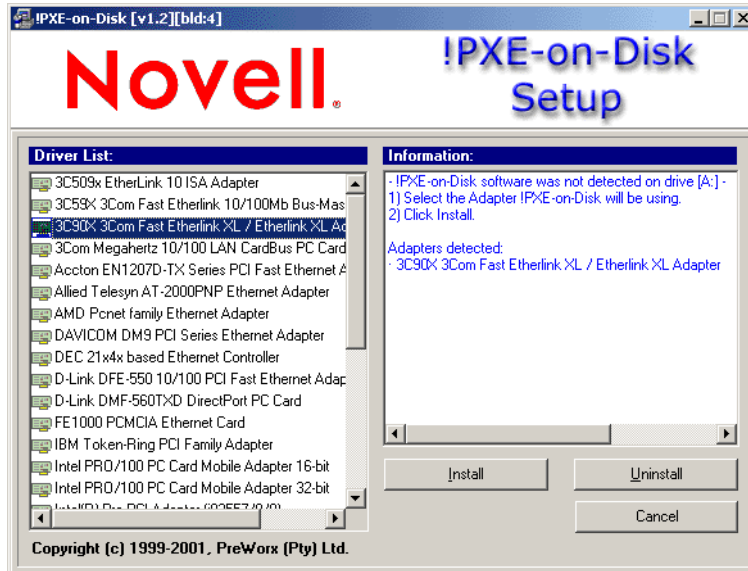 !PXE-on-Disk [v1.2][bld:4]
Novell®
!PXE-on-Disk
Setup
Driver List:
3C509x EtherLink 10 ISA Adapter
3C59X 3Com Fast Etherlink 10/100Mb Bus-Mas
3C90X 3Com Fast Etherlink XL / Etherlink XL Ad
3Com Megahertz 10/100 LAN CardBus PC Card
Accton EN1207D-TX Series PCI Fast Ethernet A
Allied Telesyn AT-2000PNP Ethernet Adapter
AMD Pcnet family Ethernet Adapter
DAVICOM DM9 PCI Series Ethernet Adapter
DEC 21x4x based Ethernet Controller
D-Link DFE-550 10/100 PCI Fast Ethernet Adap
D-Link DMF-560TXD DirectPort PC Card
FE1000 PCMCIA Ethernet Card
IBM Token-Ring PCI Family Adapter
Intel PRO/100 PC Card Mobile Adapter 16-bit
Intel PRO/100 PC Card Mobile Adapter 32-bit
Information:
- !PXE-on-Disk software was not detected on drive [A:] -
1) Select the Adapter !PXE-on-Disk will be using.
2) Click Install.
Adapters detected:
- 3C90X 3Com Fast Etherlink XL / Etherlink XL Adapter
Install
Uninstall
Cancel
Copyright (c) 1999-2001, PreWorx (Pty) Ltd.